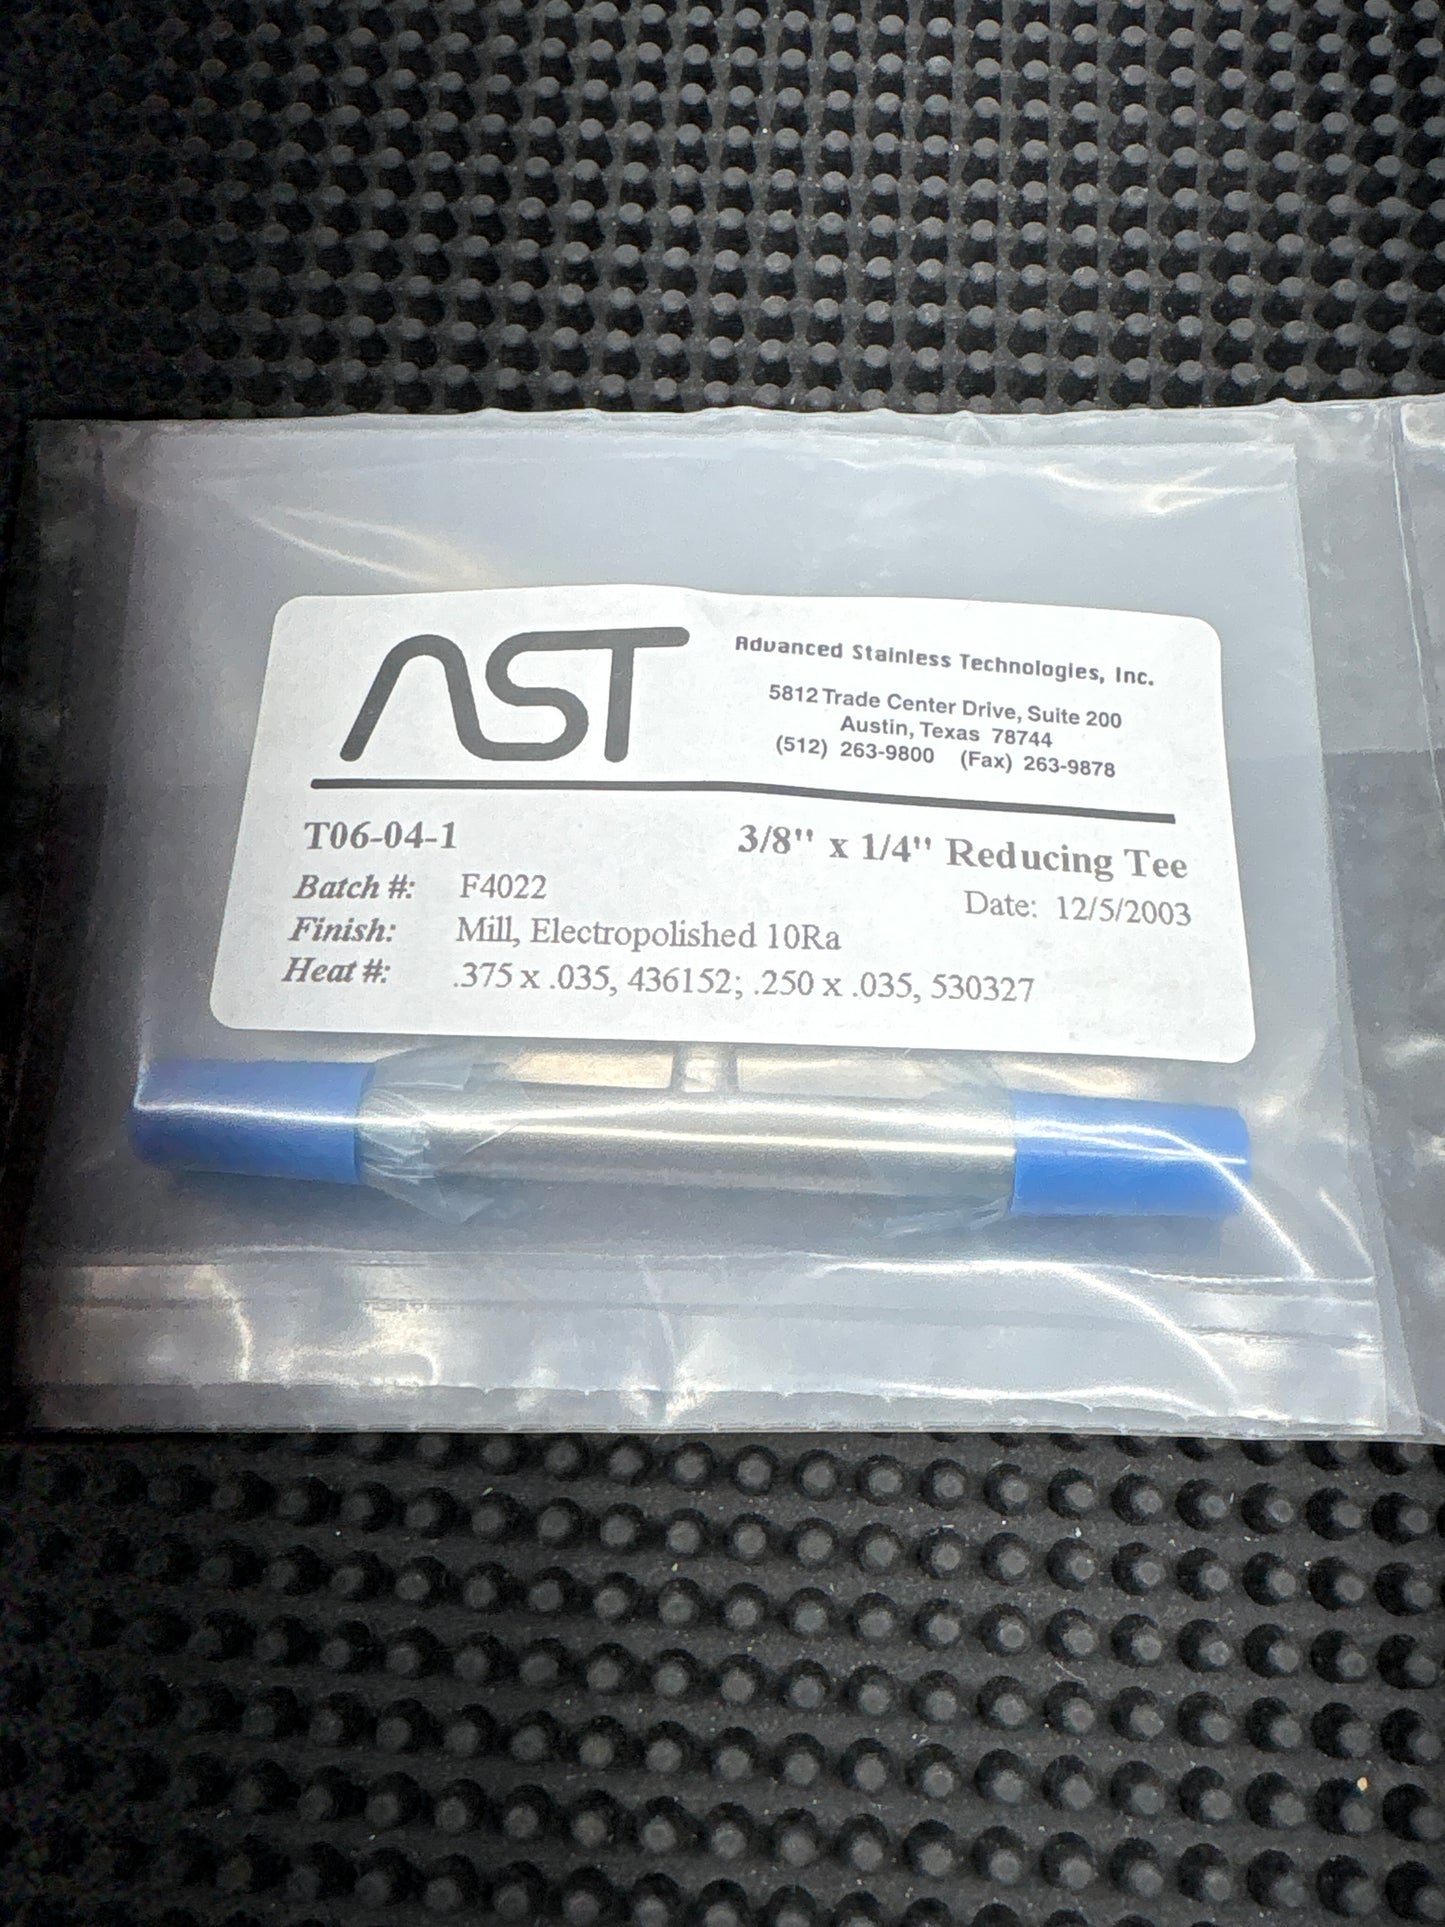 AST
Advanced Stainless Technologies, Inc.
5812 Trade Center Drive, Suite 200
Austin, Texas 78744
(512) 263-9800 (Fax) 263-9878
T06-04-1 3/8" x 1/4" Reducing Tee
Batch #: F4022 Date: 12/5/2003
Finish: Mill, Electropolished 10Ra
Heat #: .375 x .035, 436152; .250 x .035, 530327